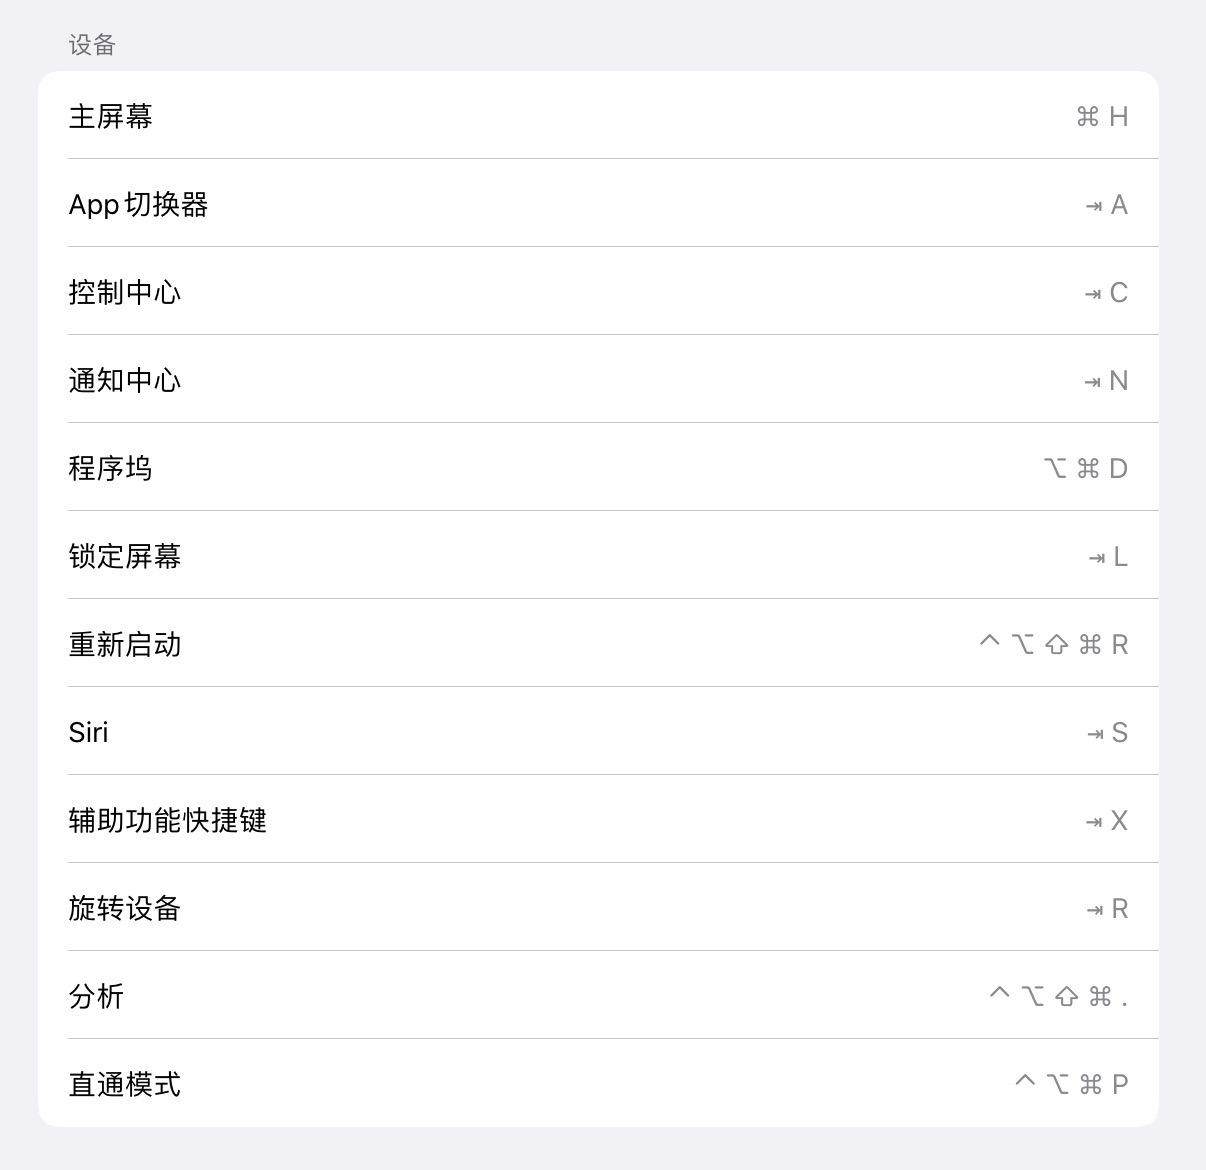 设备
主屏幕 ⌘ H
App 切换器 ⇥ A
控制中心 ⇥ C
通知中心 ⇥ N
程序坞 ⌥ ⌘ D
锁定屏幕 ⇥ L
重新启动 ^ ⌥ ⇧ ⌘ R
Siri ⇥ S
辅助功能快捷键 ⇥ X
旋转设备 ⇥ R
分析 ^ ⌥ ⇧ ⌘ .
直通模式 ^ ⌥ ⌘ P